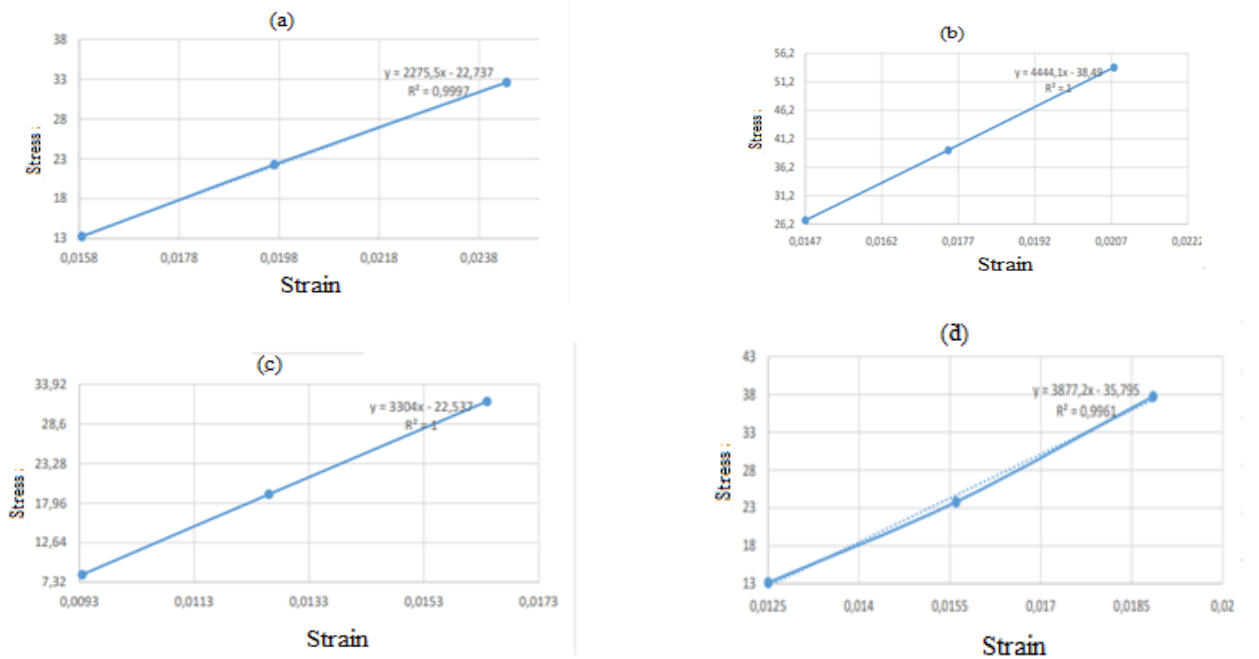 (a)
38
33
28
23
18
13
y = 2275,5x - 22,737
R² = 0,9997
0,0158 0,0178 0,0198 0,0218 0,0238
Stress :
Strain
(b)
56,2
51,2
46,2
41,2
36,2
31,2
26,2
y = 4444,1x - 38,49
R² = 1
0,0147 0,0162 0,0177 0,0192 0,0207 0,0222
Stress :
Strain
(c)
33,92
28,6
23,28
17,96
12,64
7,32
y = 3304x - 22,537
R² = 1
0,0093 0,0113 0,0133 0,0153 0,0173
Stress :
Strain
(d)
43
38
33
28
23
18
13
y = 3877,2x - 35,795
R² = 0,9961
0,0125 0,014 0,0155 0,017 0,0185 0,02
Stress :
Strain